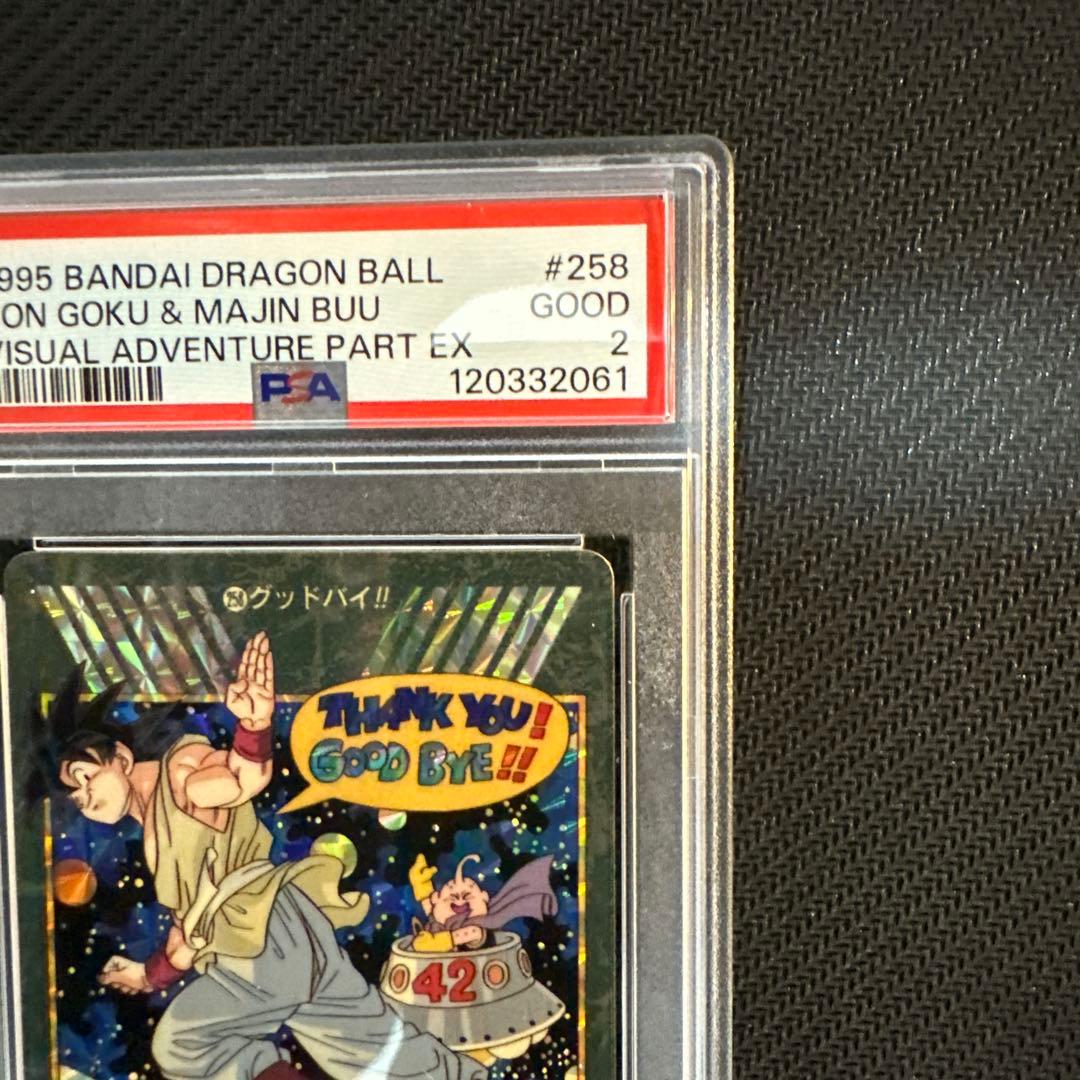 995 BANDAI DRAGON BALL #258
ON GOKU & MAJIN BUU GOOD
VISUAL ADVENTURE PART EX 2
PSA 120332061
グッドバイ!!
THANK YOU!
GOOD BYE!!
42